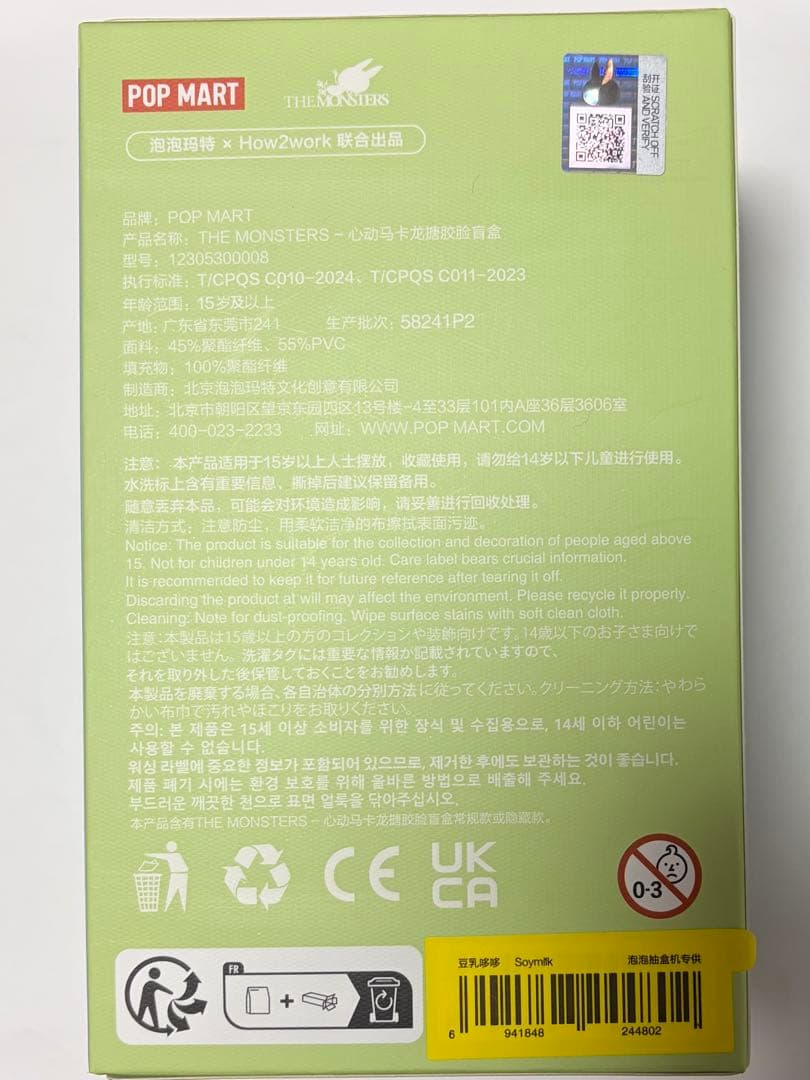 POP MART
THE MONSTERS
泡泡玛特 × How2work 联合出品
刮开验证 SCRATCH OFF AND VERIFY
品牌：POP MART
产品名称：THE MONSTERS - 心动马卡龙搪胶脸盲盒
型号：12305300008
执行标准：T/CPQS C010-2024、T/CPQS C011-2023
年龄范围：15岁及以上
产地：广东省东莞市241 生产批次：58241P2
面料：45%聚酯纤维、55%PVC
填充物：100%聚酯纤维
制造商：北京泡泡玛特文化创意有限公司
地址：北京市朝阳区望京东园四区13号楼-4至33层101内A座36层3606室
电话：400-023-2233 网址：WWW.POP MART.COM
注意：本产品适用于15岁以上人士摆放，收藏使用，请勿给14岁以下儿童进行使用。
水洗标上含有重要信息、撕掉后建议保留备用。
随意丢弃本品，可能会对环境造成影响，请妥善进行回收处理。
清洁方式：注意防尘，用柔软洁净的布擦拭表面污迹。
Notice: The product is suitable for the collection and decoration of people aged above
15. Not for children under 14 years old. Care label bears crucial information.
It is recommended to keep it for future reference after tearing it off.
Discarding the product at will may affect the environment. Please recycle it properly.
Cleaning: Note for dust-proofing. Wipe surface stains with soft clean cloth.
注意：本製品は15歳以上の方のコレクションや装飾向けです。14歳以下のお子さま向けで
はございません。洗濯タグには重要な情報が記載されていますので、
それを取り外した後保管しておくことをお勧めします。
本製品を廃棄する場合、各自治体の分別方法に従ってください。クリーニング方法：やわら
かい布巾で汚れやほこりをお取りください。
주의: 본 제품은 15세 이상 소비자를 위한 장식 및 수집용으로, 14세 이하 어린이는
사용할 수 없습니다.
워싱 라벨에 중요한 정보가 포함되어 있으므로, 제거한 후에도 보관하는 것이 좋습니다.
제품 폐기 시에는 환경 보호를 위해 올바른 방법으로 배출해 주세요.
부드러운 깨끗한 천으로 표면 얼룩을 닦아주십시오.
本产品含有THE MONSTERS - 心动马卡龙搪胶脸盲盒常规款或隐藏款。
CE
UK
CA
0-3
FR
豆乳哆哆 Soymilk 泡泡抽盒机专供
6 941848 244802